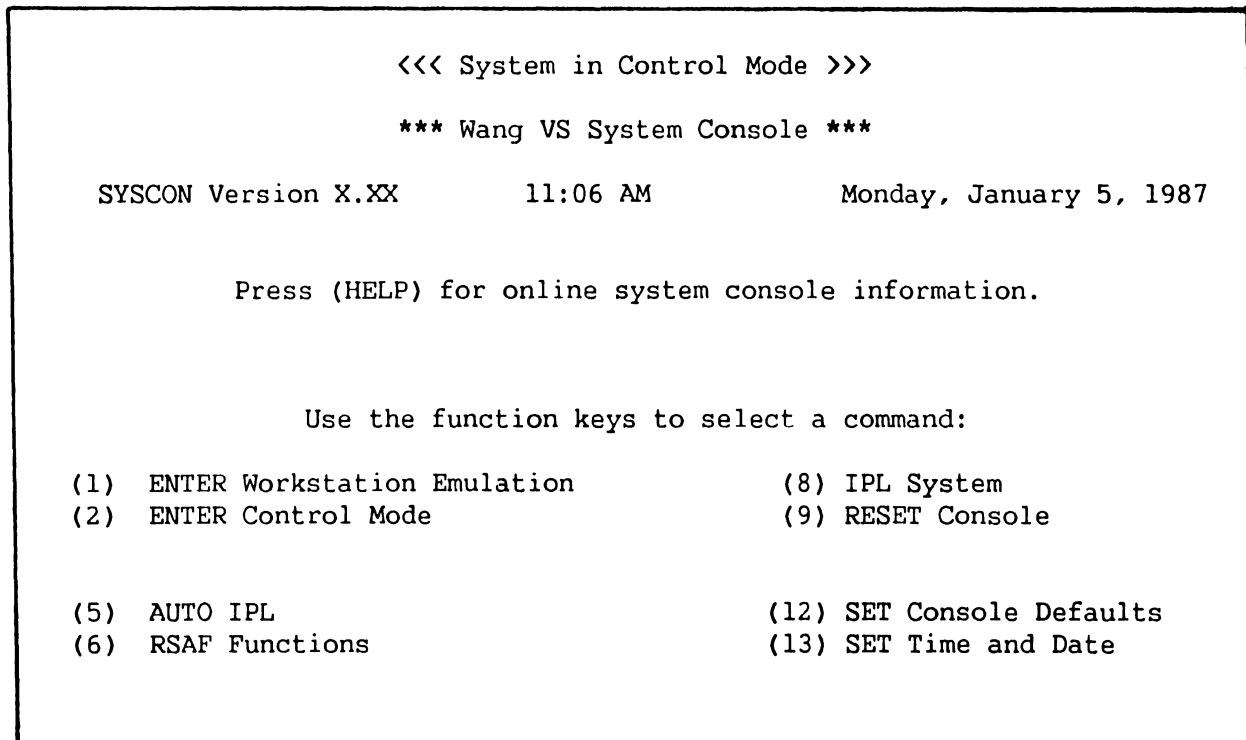 <<< System in Control Mode >>>
*** Wang VS System Console ***
SYSCON Version X.XX 11:06 AM Monday, January 5, 1987
Press (HELP) for online system console information.
Use the function keys to select a command:
(1) ENTER Workstation Emulation (8) IPL System
(2) ENTER Control Mode (9) RESET Console
(5) AUTO IPL (12) SET Console Defaults
(6) RSAF Functions (13) SET Time and Date